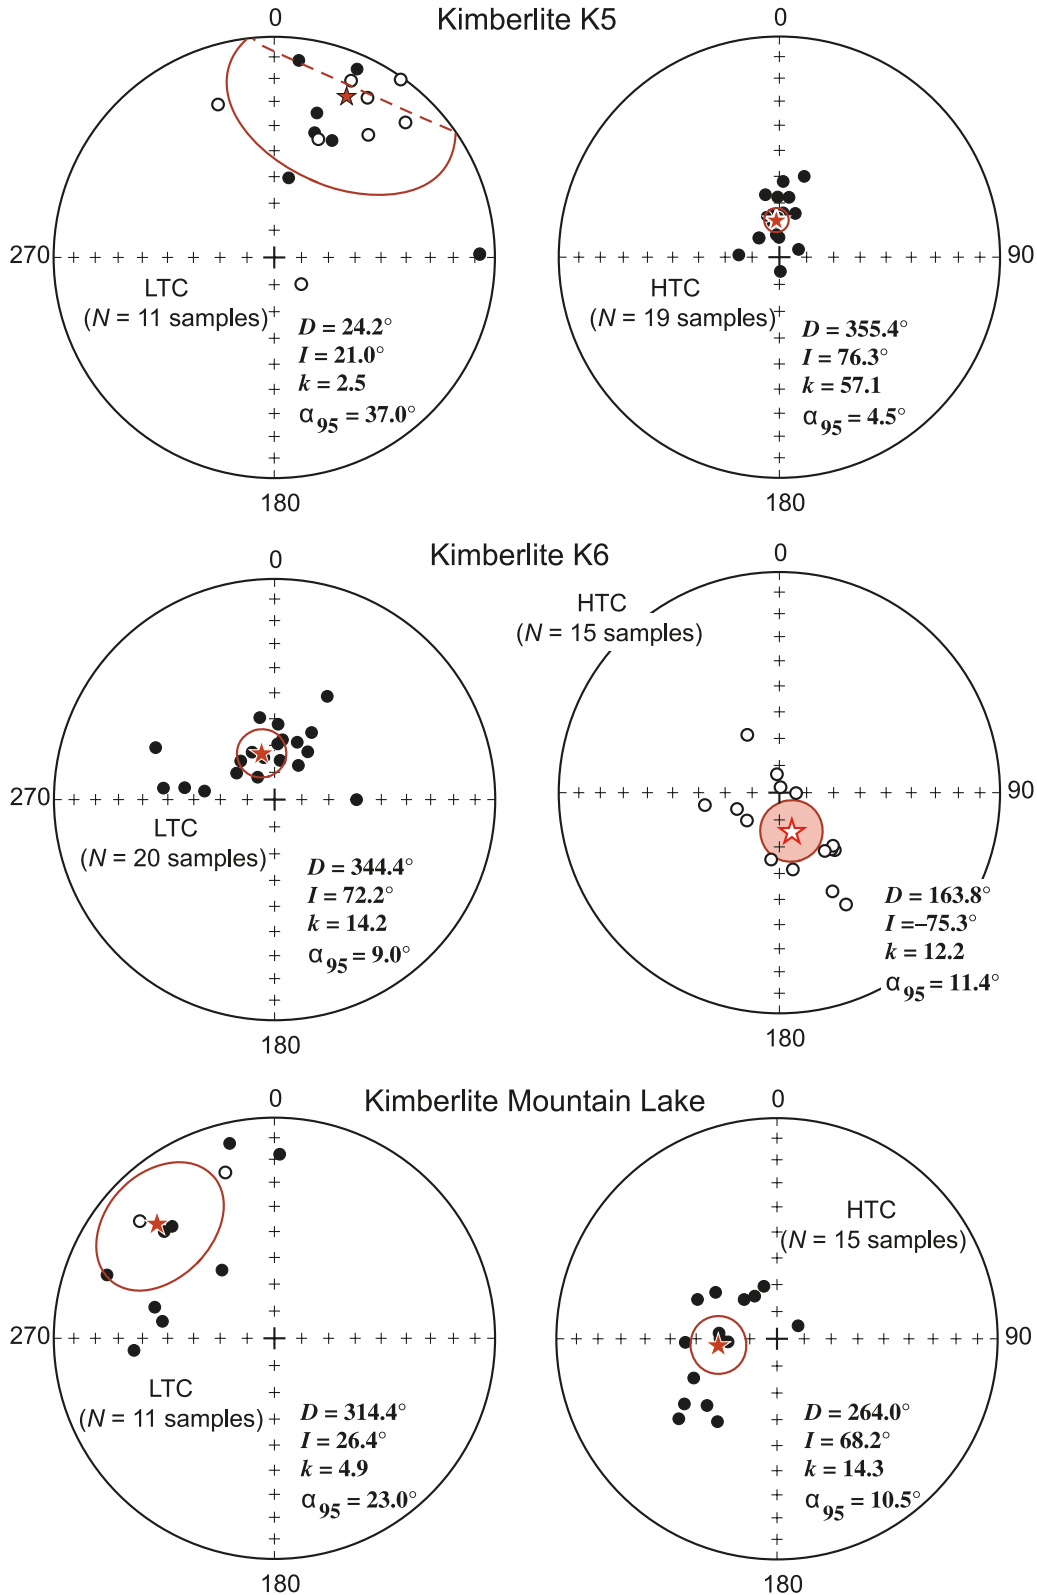 Kimberlite K5
0
0
270
90
LTC
(N = 11 samples)
D = 24.2°
I = 21.0°
k = 2.5
α95 = 37.0°
HTC
(N = 19 samples)
D = 355.4°
I = 76.3°
k = 57.1
α95 = 4.5°
180
180
Kimberlite K6
0
0
270
90
LTC
(N = 20 samples)
D = 344.4°
I = 72.2°
k = 14.2
α95 = 9.0°
HTC
(N = 15 samples)
D = 163.8°
I =–75.3°
k = 12.2
α95 = 11.4°
180
180
Kimberlite Mountain Lake
0
0
270
90
LTC
(N = 11 samples)
D = 314.4°
I = 26.4°
k = 4.9
α95 = 23.0°
HTC
(N = 15 samples)
D = 264.0°
I = 68.2°
k = 14.3
α95 = 10.5°
180
180